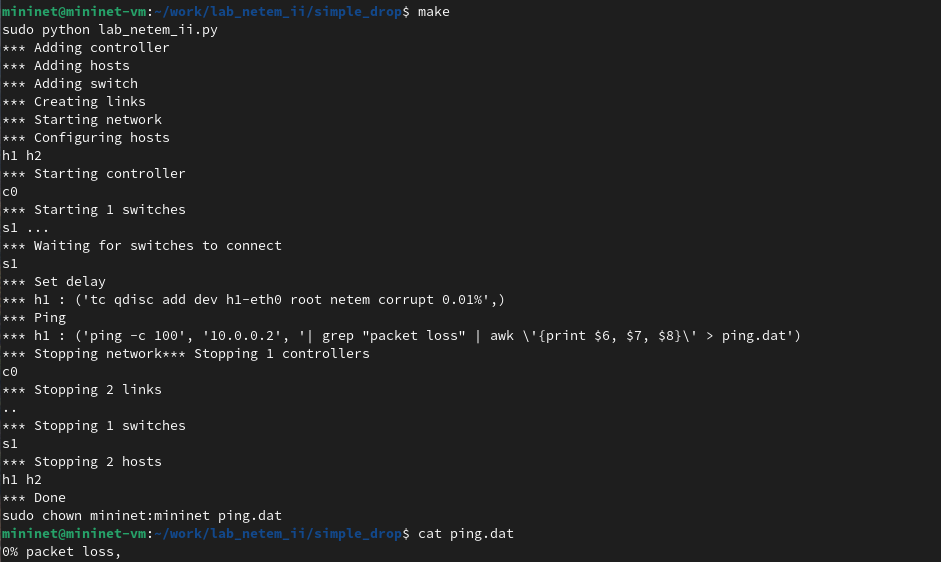 mininet@mininet-vm:~/work/lab_netem_ii/simple_drop$ make
sudo python lab_netem_ii.py
*** Adding controller
*** Adding hosts
*** Adding switch
*** Creating links
*** Starting network
*** Configuring hosts
h1 h2
*** Starting controller
c0
*** Starting 1 switches
s1 ...
*** Waiting for switches to connect
s1
*** Set delay
*** h1 : ('tc qdisc add dev h1-eth0 root netem corrupt 0.01%',)
*** Ping
*** h1 : ('ping -c 100', '10.0.0.2', '| grep "packet loss" | awk \'{print $6, $7, $8}\' > ping.dat')
*** Stopping network*** Stopping 1 controllers
c0
*** Stopping 2 links
..
*** Stopping 1 switches
s1
*** Stopping 2 hosts
h1 h2
*** Done
sudo chown mininet:mininet ping.dat
mininet@mininet-vm:~/work/lab_netem_ii/simple_drop$ cat ping.dat
0% packet loss,